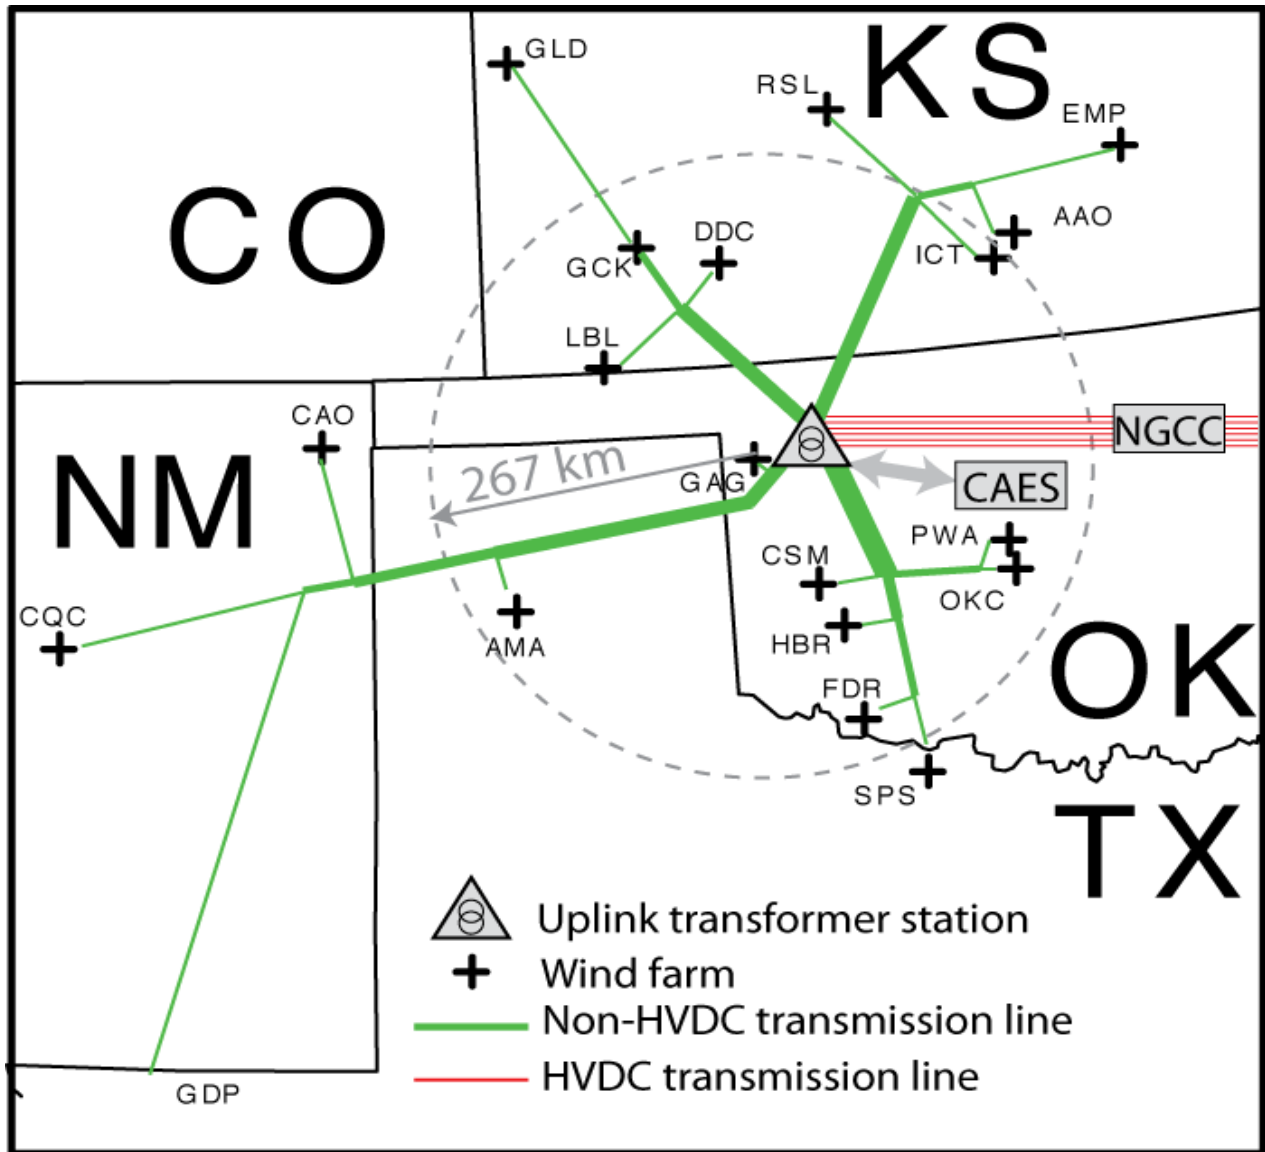 GLD
KS
RSL
EMP
CO
DDC
AAO
GCK
ICT
LBL
CAO
NGCC
NM
267 km
GAG
CAES
PWA
CSM
OKC
CQC
HBR
AMA
OK
FDR
SPS
TX
Uplink transformer station
Wind farm
Non-HVDC transmission line
HVDC transmission line
GDP